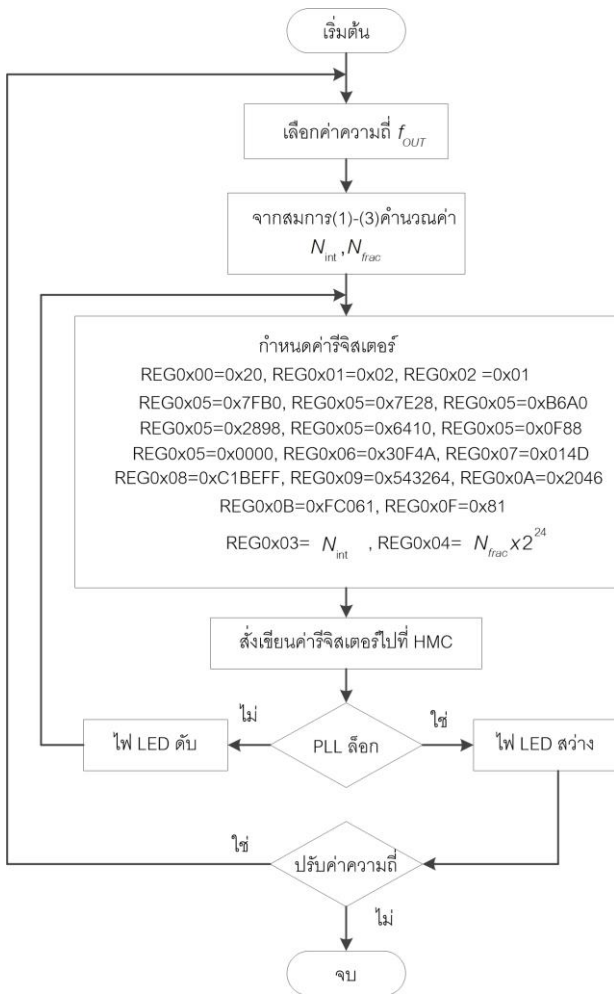 เริ่มต้น
เลือกค่าความถี่ f_OUT
จากสมการ(1)-(3)คำนวณค่า
N_int , N_frac
กำหนดค่ารีจิสเตอร์
REG0x00=0x20, REG0x01=0x02, REG0x02 =0x01
REG0x05=0x7FB0, REG0x05=0x7E28, REG0x05=0xB6A0
REG0x05=0x2898, REG0x05=0x6410, REG0x05=0x0F88
REG0x05=0x0000, REG0x06=0x30F4A, REG0x07=0x014D
REG0x08=0xC1BEFF, REG0x09=0x543264, REG0x0A=0x2046
REG0x0B=0xFC061, REG0x0F=0x81
REG0x03= N_int , REG0x04= N_frac x2^24
สั่งเขียนค่ารีจิสเตอร์ไปที่ HMC
ไม่
ใช่
ไฟ LED ดับ
PLL ล็อก
ไฟ LED สว่าง
ใช่
ปรับค่าความถี่
ไม่
จบ